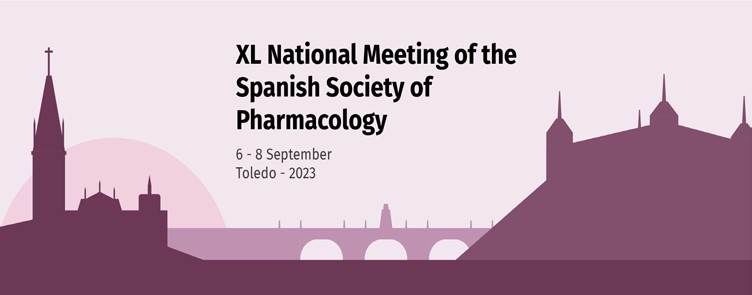 XL National Meeting of the
Spanish Society of
Pharmacology
6 - 8 September
Toledo - 2023